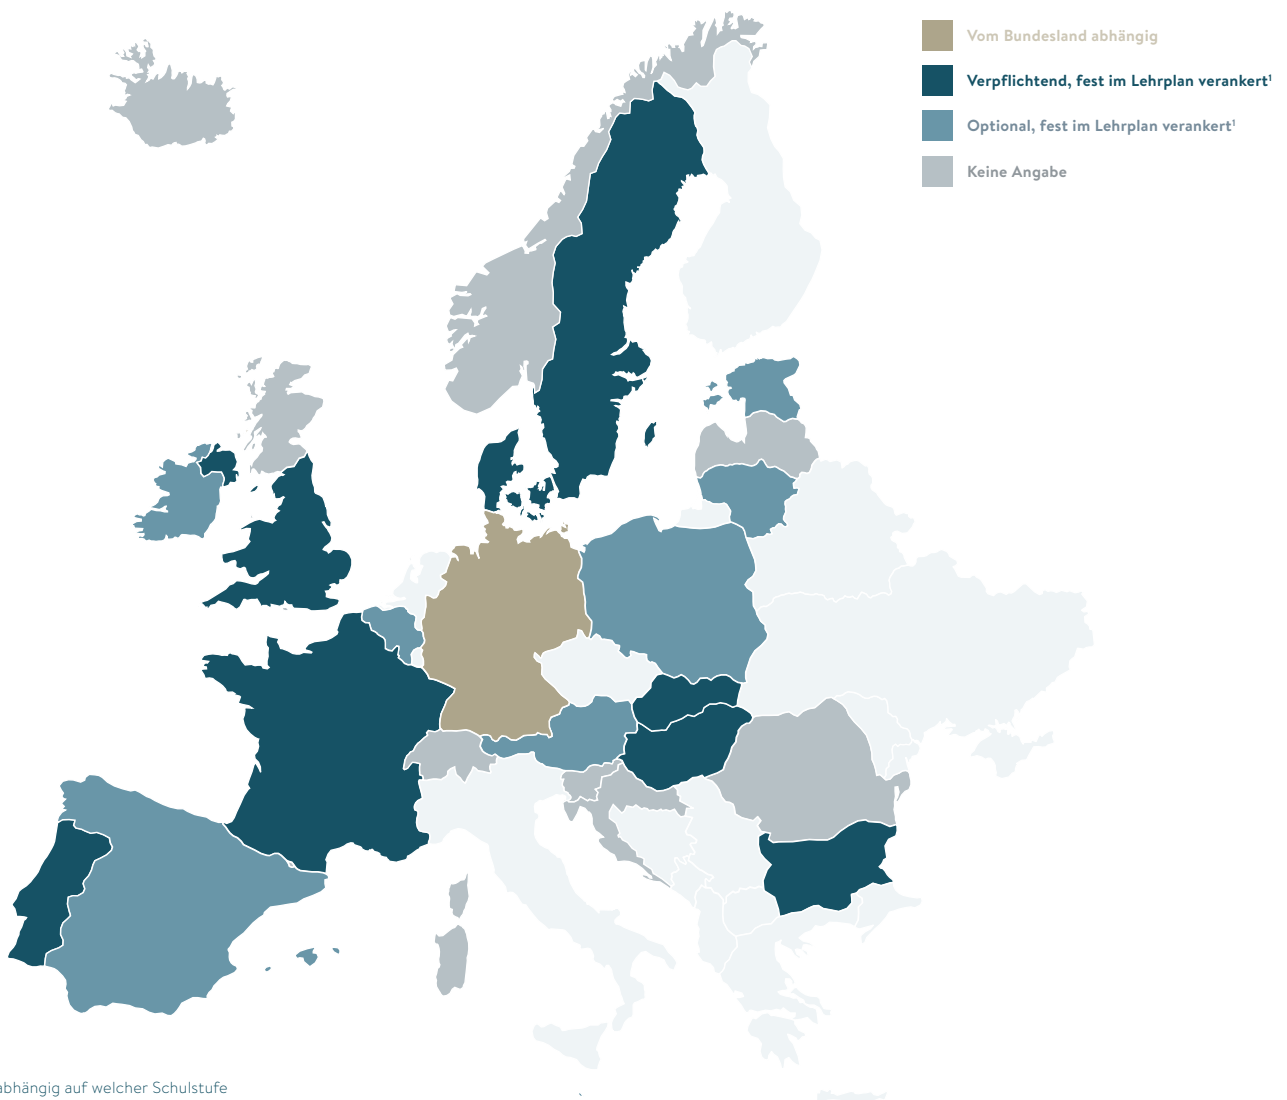 Vom Bundesland abhängig
Verpflichtend, fest im Lehrplan verankert¹
Optional, fest im Lehrplan verankert¹
Keine Angabe
abhängig auf welcher Schulstufe